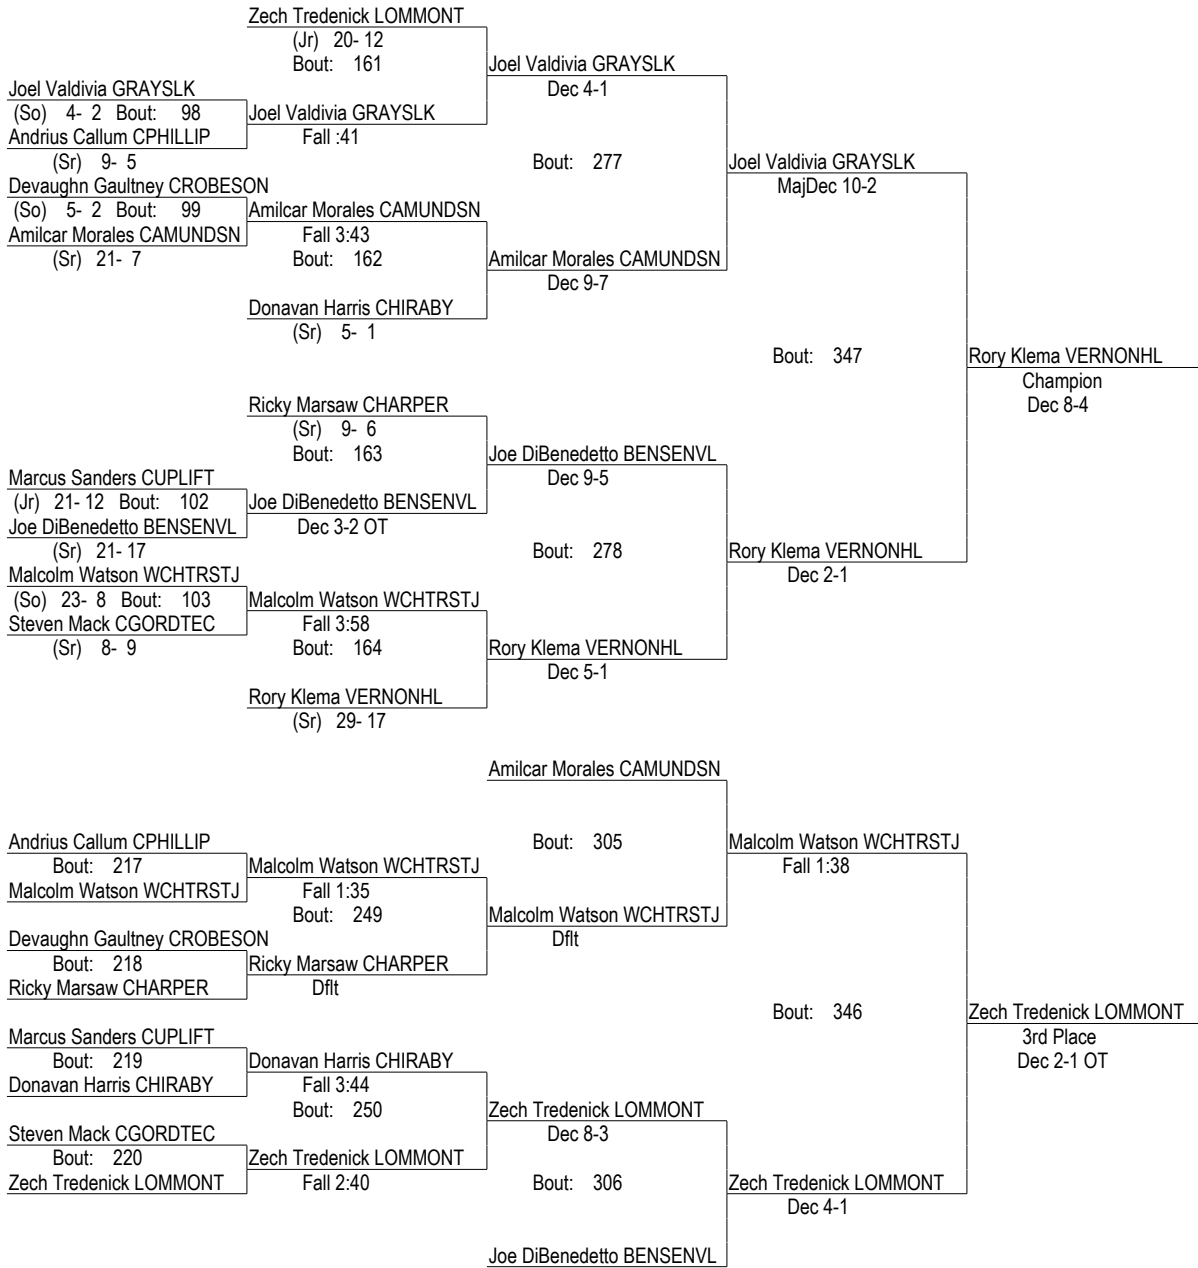 Zech Tredenick LOMMONT
(Jr) 20- 12
Bout: 161
Joel Valdivia GRAYSLK
Dec 4-1
Joel Valdivia GRAYSLK
(So) 4- 2 Bout: 98
Joel Valdivia GRAYSLK
Andrius Callum CPHILLIP
Fall :41
(Sr) 9- 5
Bout: 277
Joel Valdivia GRAYSLK
Devaughn Gaultney CROBESON
MajDec 10-2
(So) 5- 2 Bout: 99
Amilcar Morales CAMUNDSN
Amilcar Morales CAMUNDSN
Fall 3:43
(Sr) 21- 7
Bout: 162
Amilcar Morales CAMUNDSN
Dec 9-7
Donavan Harris CHIRABY
(Sr) 5- 1
Bout: 347
Rory Klema VERNONHL
Champion
Dec 8-4
Ricky Marsaw CHARPER
(Sr) 9- 6
Bout: 163
Joe DiBenedetto BENSENVL
Dec 9-5
Marcus Sanders CUPLIFT
(Jr) 21- 12 Bout: 102
Joe DiBenedetto BENSENVL
Joe DiBenedetto BENSENVL
Dec 3-2 OT
(Sr) 21- 17
Bout: 278
Rory Klema VERNONHL
Dec 2-1
Malcolm Watson WCHTRSTJ
(So) 23- 8 Bout: 103
Malcolm Watson WCHTRSTJ
Steven Mack CGORDTEC
Fall 3:58
(Sr) 8- 9
Bout: 164
Rory Klema VERNONHL
Dec 5-1
Rory Klema VERNONHL
(Sr) 29- 17
Amilcar Morales CAMUNDSN
Andrius Callum CPHILLIP
Bout: 305
Malcolm Watson WCHTRSTJ
Bout: 217
Malcolm Watson WCHTRSTJ
Fall 1:38
Malcolm Watson WCHTRSTJ
Fall 1:35
Bout: 249
Malcolm Watson WCHTRSTJ
Dflt
Devaughn Gaultney CROBESON
Bout: 218
Ricky Marsaw CHARPER
Ricky Marsaw CHARPER
Dflt
Bout: 346
Zech Tredenick LOMMONT
3rd Place
Dec 2-1 OT
Marcus Sanders CUPLIFT
Bout: 219
Donavan Harris CHIRABY
Donavan Harris CHIRABY
Fall 3:44
Bout: 250
Zech Tredenick LOMMONT
Dec 8-3
Steven Mack CGORDTEC
Bout: 220
Zech Tredenick LOMMONT
Zech Tredenick LOMMONT
Fall 2:40
Bout: 306
Zech Tredenick LOMMONT
Dec 4-1
Joe DiBenedetto BENSENVL